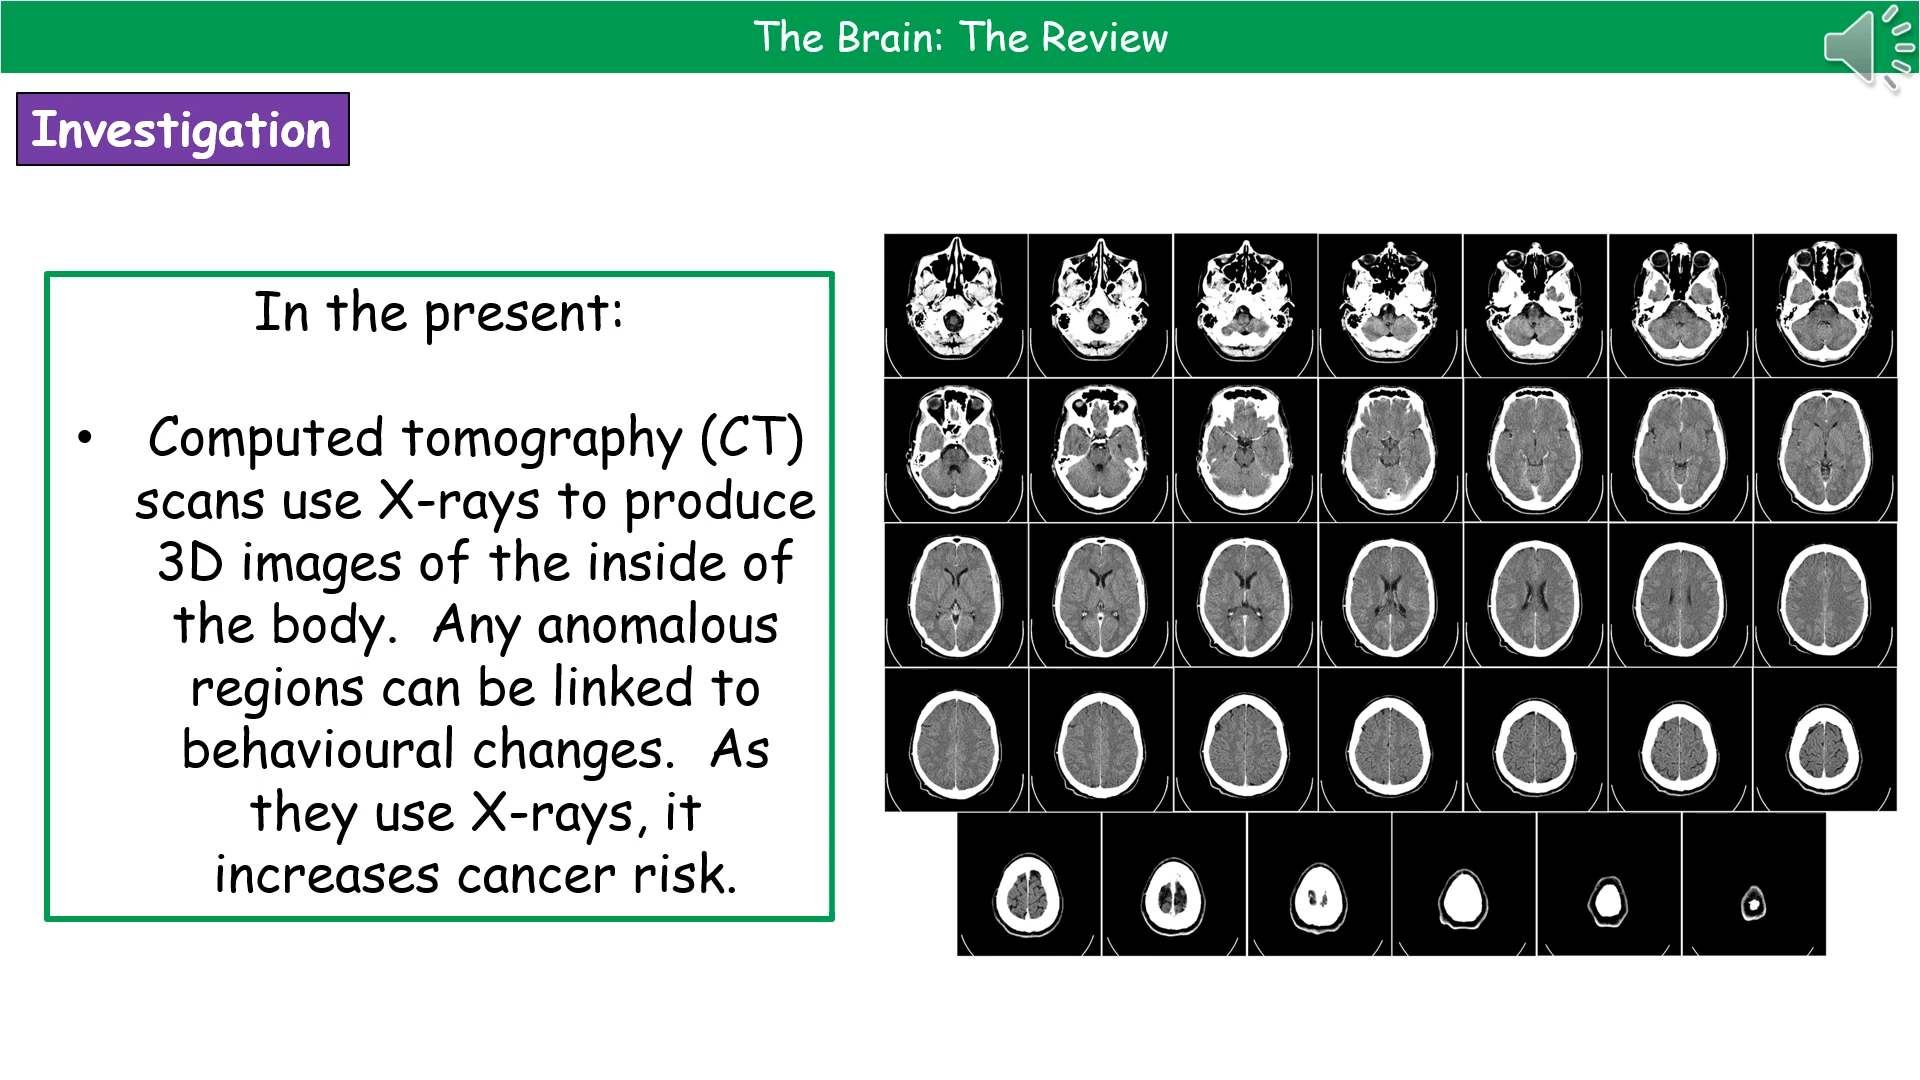 The Brain: The Review
Investigation
In the present:
• Computed tomography (CT)
scans use X-rays to produce
3D images of the inside of
the body.  Any anomalous
regions can be linked to
behavioural changes.  As
they use X-rays, it
increases cancer risk.